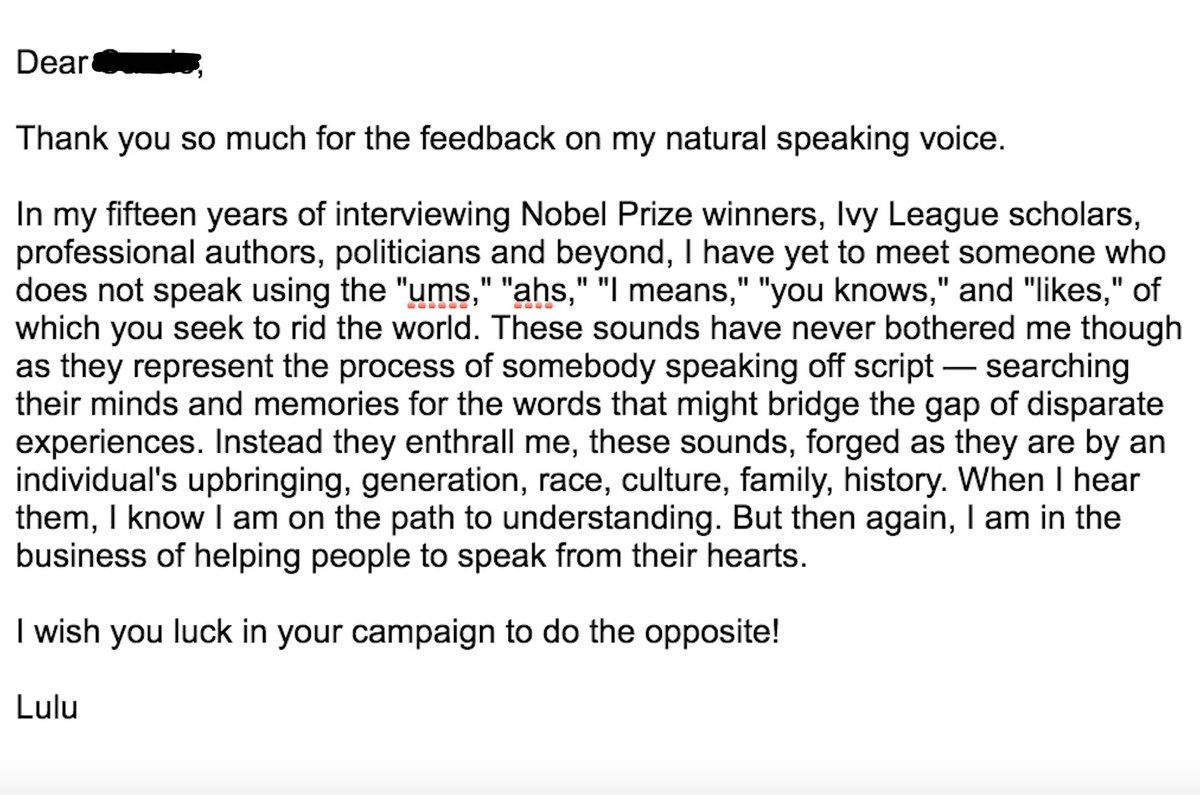 Dear ,
Thank you so much for the feedback on my natural speaking voice.
In my fifteen years of interviewing Nobel Prize winners, Ivy League scholars,
professional authors, politicians and beyond, I have yet to meet someone who
does not speak using the "ums," "ahs," "I means," "you knows," and "likes," of
which you seek to rid the world. These sounds have never bothered me though
as they represent the process of somebody speaking off script — searching
their minds and memories for the words that might bridge the gap of disparate
experiences. Instead they enthrall me, these sounds, forged as they are by an
individual's upbringing, generation, race, culture, family, history. When I hear
them, I know I am on the path to understanding. But then again, I am in the
business of helping people to speak from their hearts.
I wish you luck in your campaign to do the opposite!
Lulu